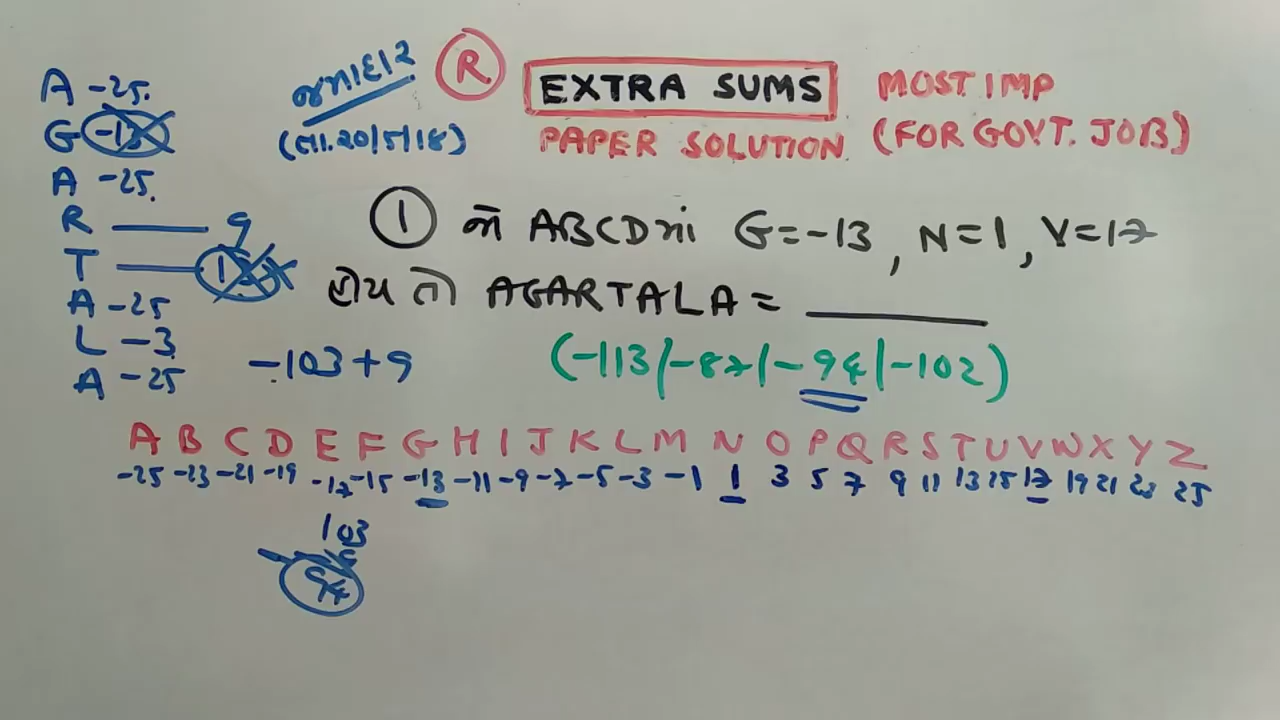 જમાદાર
(તા.20/5/18)
R
EXTRA SUMS
PAPER SOLUTION
MOST IMP
(FOR GOVT. JOB)
A -25.
G -13
A -25.
R — 9
T — 13
A -25
L -3
A -25
① જો ABCDમાં G=-13, N=1, V=17
હોય તો AGARTALA = ______
-103+9
(-113/-87/-94/-102)
A B C D E F G H I J K L M N O P Q R S T U V W X Y Z
-25 -23 -21 -19 -17 -15 -13 -11 -9 -7 -5 -3 -1 1 3 5 7 9 11 13 15 17 19 21 23 25
103
9
94